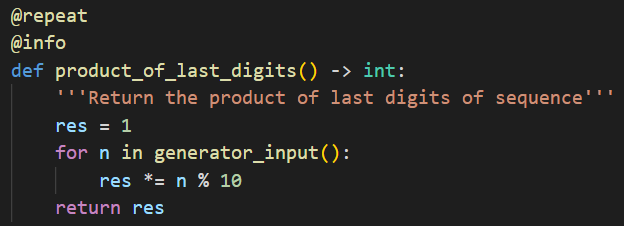 @repeat
@info
def product_of_last_digits() -> int:
    '''Return the product of last digits of sequence'''
    res = 1
    for n in generator_input():
        res *= n % 10
    return res